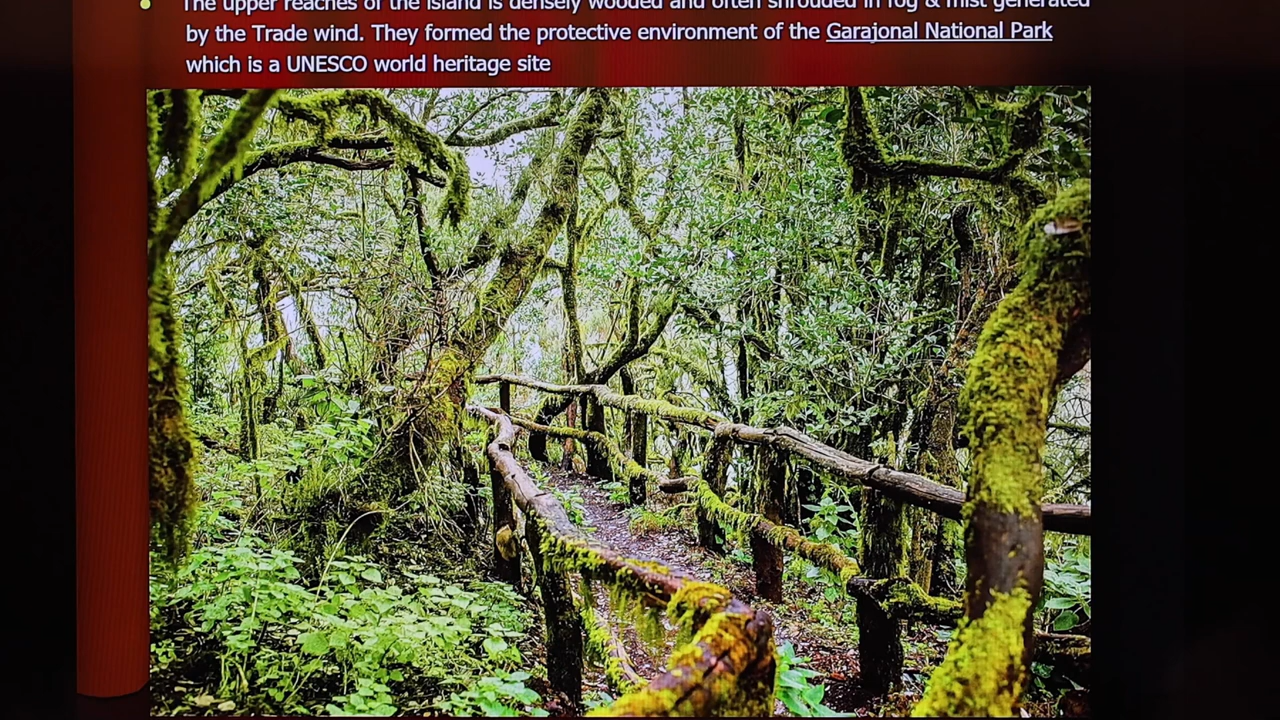 The upper reaches of the island is densely wooded and often shrouded in fog & mist generated
by the Trade wind. They formed the protective environment of the Garajonal National Park
which is a UNESCO world heritage site